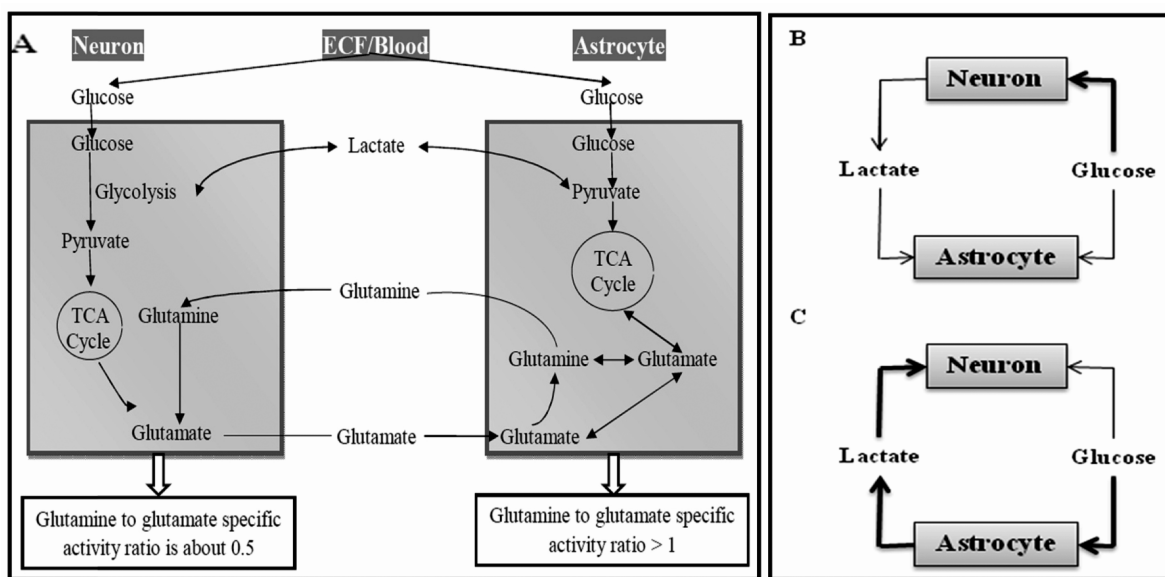 A
Neuron
ECF/Blood
Astrocyte
Glucose
Glucose
Glucose
Lactate
Glucose
Glycolysis
Pyruvate
Pyruvate
TCA
Cycle
TCA
Cycle
Glutamine
Glutamine
Glutamine
Glutamate
Glutamate
Glutamate
Glutamate
Glutamine to glutamate specific
activity ratio is about 0.5
Glutamine to glutamate specific
activity ratio > 1
B
Neuron
Lactate
Glucose
Astrocyte
C
Neuron
Lactate
Glucose
Astrocyte